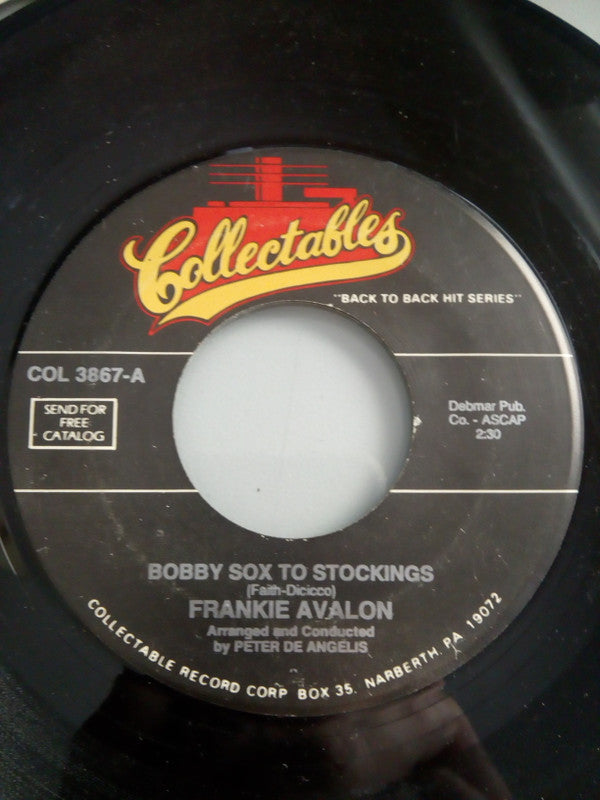 Collectables
"BACK TO BACK HIT SERIES"
COL 3867-A
SEND FOR
FREE
CATALOG
Debmar Pub.
Co. - ASCAP
2:30
BOBBY SOX TO STOCKINGS
(Faith-Dicicco)
FRANKIE AVALON
Arranged and Conducted
by PETER DE ANGELIS
COLLECTABLE RECORD CORP BOX 35, NARBERTH, PA 19072